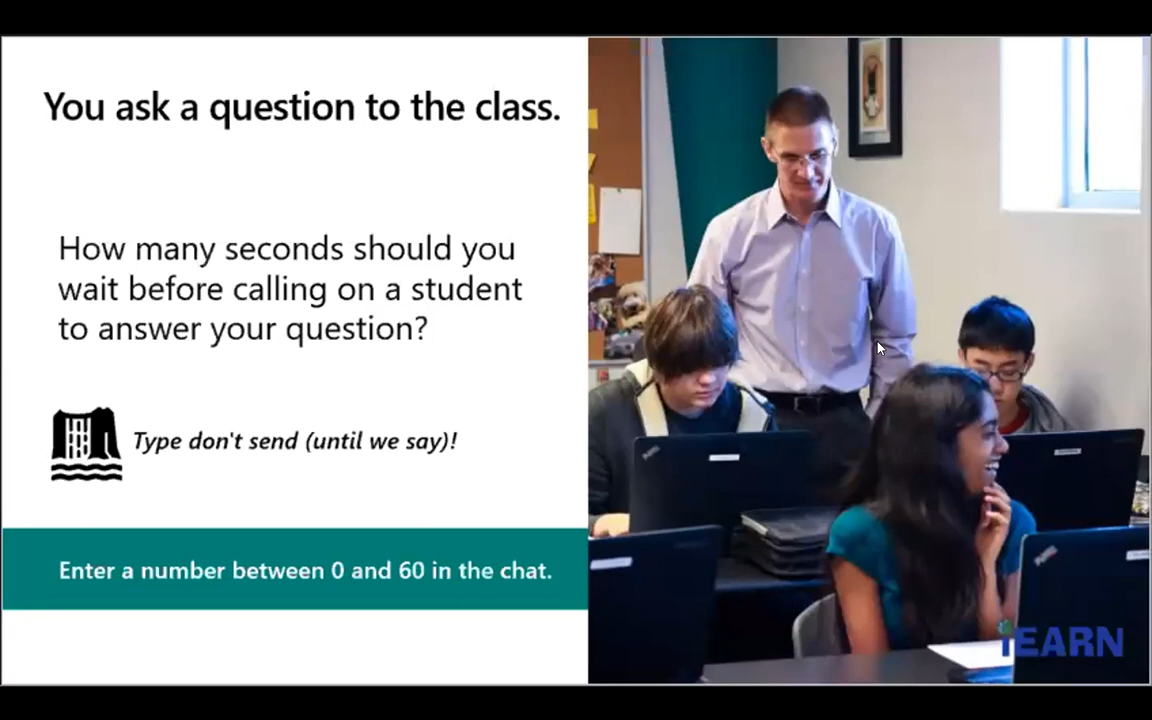 You ask a question to the class.
How many seconds should you
wait before calling on a student
to answer your question?
Type don't send (until we say)!
Enter a number between 0 and 60 in the chat.
iEARN